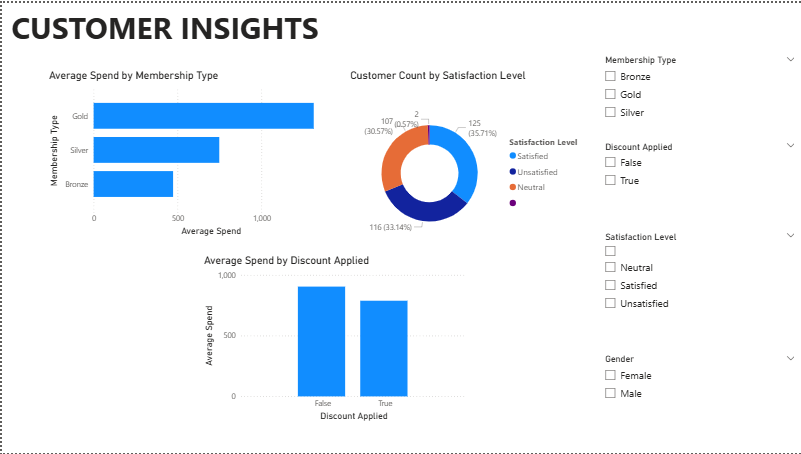 CUSTOMER INSIGHTS
Average Spend by Membership Type
Membership Type
Gold
Silver
Bronze
0 500 1,000
Average Spend
Customer Count by Satisfaction Level
2
(0.57%)
107
(30.57%)
125
(35.71%)
116 (33.14%)
Satisfaction Level
Satisfied
Unsatisfied
Neutral
Average Spend by Discount Applied
Average Spend
1,000
500
0
False True
Discount Applied
Membership Type
Bronze
Gold
Silver
Discount Applied
False
True
Satisfaction Level
Neutral
Satisfied
Unsatisfied
Gender
Female
Male